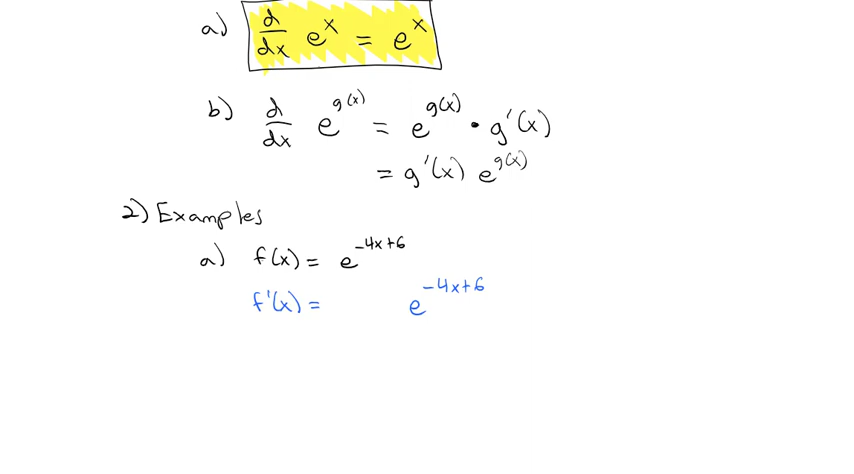 a) d/dx e^x = e^x
b) d/dx e^g(x) = e^g(x) • g'(x)
= g'(x) e^g(x)
2) Examples
a) f(x) = e^-4x+6
f'(x) = e^-4x+6